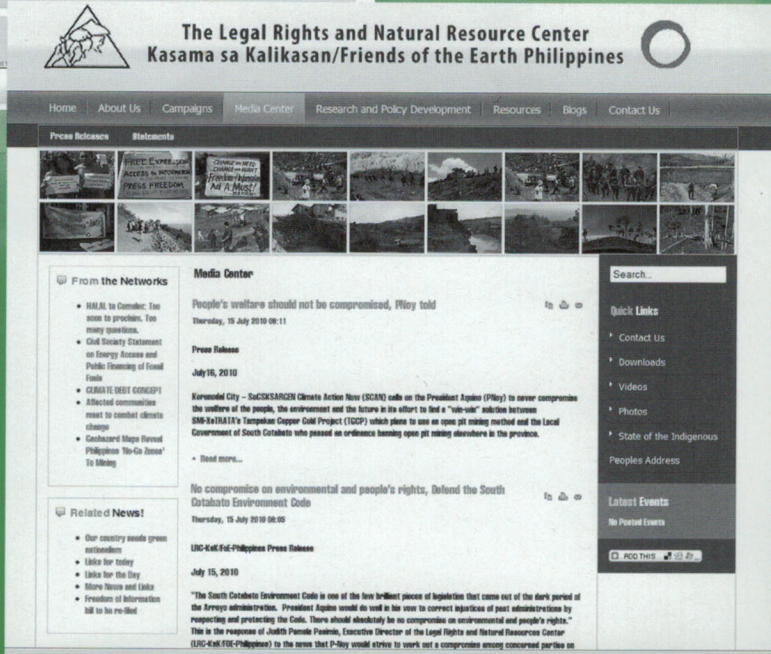 The Legal Rights and Natural Resource Center
Kasama sa Kalikasan/Friends of the Earth Philippines
Home About Us Campaigns Media Center Research and Policy Development Resources Blogs Contact Us
Press Releases Statements
FREE EXPRESSION
ACCESS to INFORMATION
PRESS FREEDOM
Freedom of Information
Act A Must!
From the Networks
HALAL to Comelec: Too
soon to proclaim. Too
many questions.
Civil Society Statement
on Energy Access and
Public Financing of Fossil
Fuels
CLIMATE DEBT CONCEPT
Affected communities
meet to combat climate
change
Geohazard Maps Reveal
Philippines 'No-Go Zones'
To Mining
Related News!
Our country needs green
nationalism
Links for today
Links for the Day
More News and Links
Freedom of Information
bill to be re-filed
Media Center
People's welfare should not be compromised, PNoy told
Thursday, 15 July 2010 08:11
Press Release
July16, 2010
Koronadal City – SoCSKSARGEN Climate Action Now (SCAN) calls on the President Aquino (PNoy) to never compromise
the welfare of the people, the environment and the future in its effort to find a "win-win" solution between
SMI-XsTRATA's Tampakan Copper Gold Project (TGCP) which plans to use an open pit mining method and the Local
Government of South Cotabato who passed an ordinance banning open pit mining elsewhere in the province.
Read more...
No compromise on environmental and people's rights, Defend the South
Cotabato Environment Code
Thursday, 15 July 2010 08:05
LRC-KsK/FoE-Philippines Press Release
July 15, 2010
"The South Cotabato Environment Code is one of the few brilliant pieces of legislation that came out of the dark period of
the Arroyo administration. President Aquino would do well in his vow to correct injustices of past administrations by
respecting and protecting the Code. There should absolutely be no compromise on environmental and people's rights."
This is the response of Judith Pamela Pasimio, Executive Director of the Legal Rights and Natural Resources Center
(LRC-KsK/FOE-Philippines) to the news that P-Noy would strive to work out a compromise among concerned parties on
Search...
Quick Links
Contact Us
Downloads
Videos
Photos
State of the Indigenous
Peoples Address
Latest Events
No Posted Events
ADD THIS